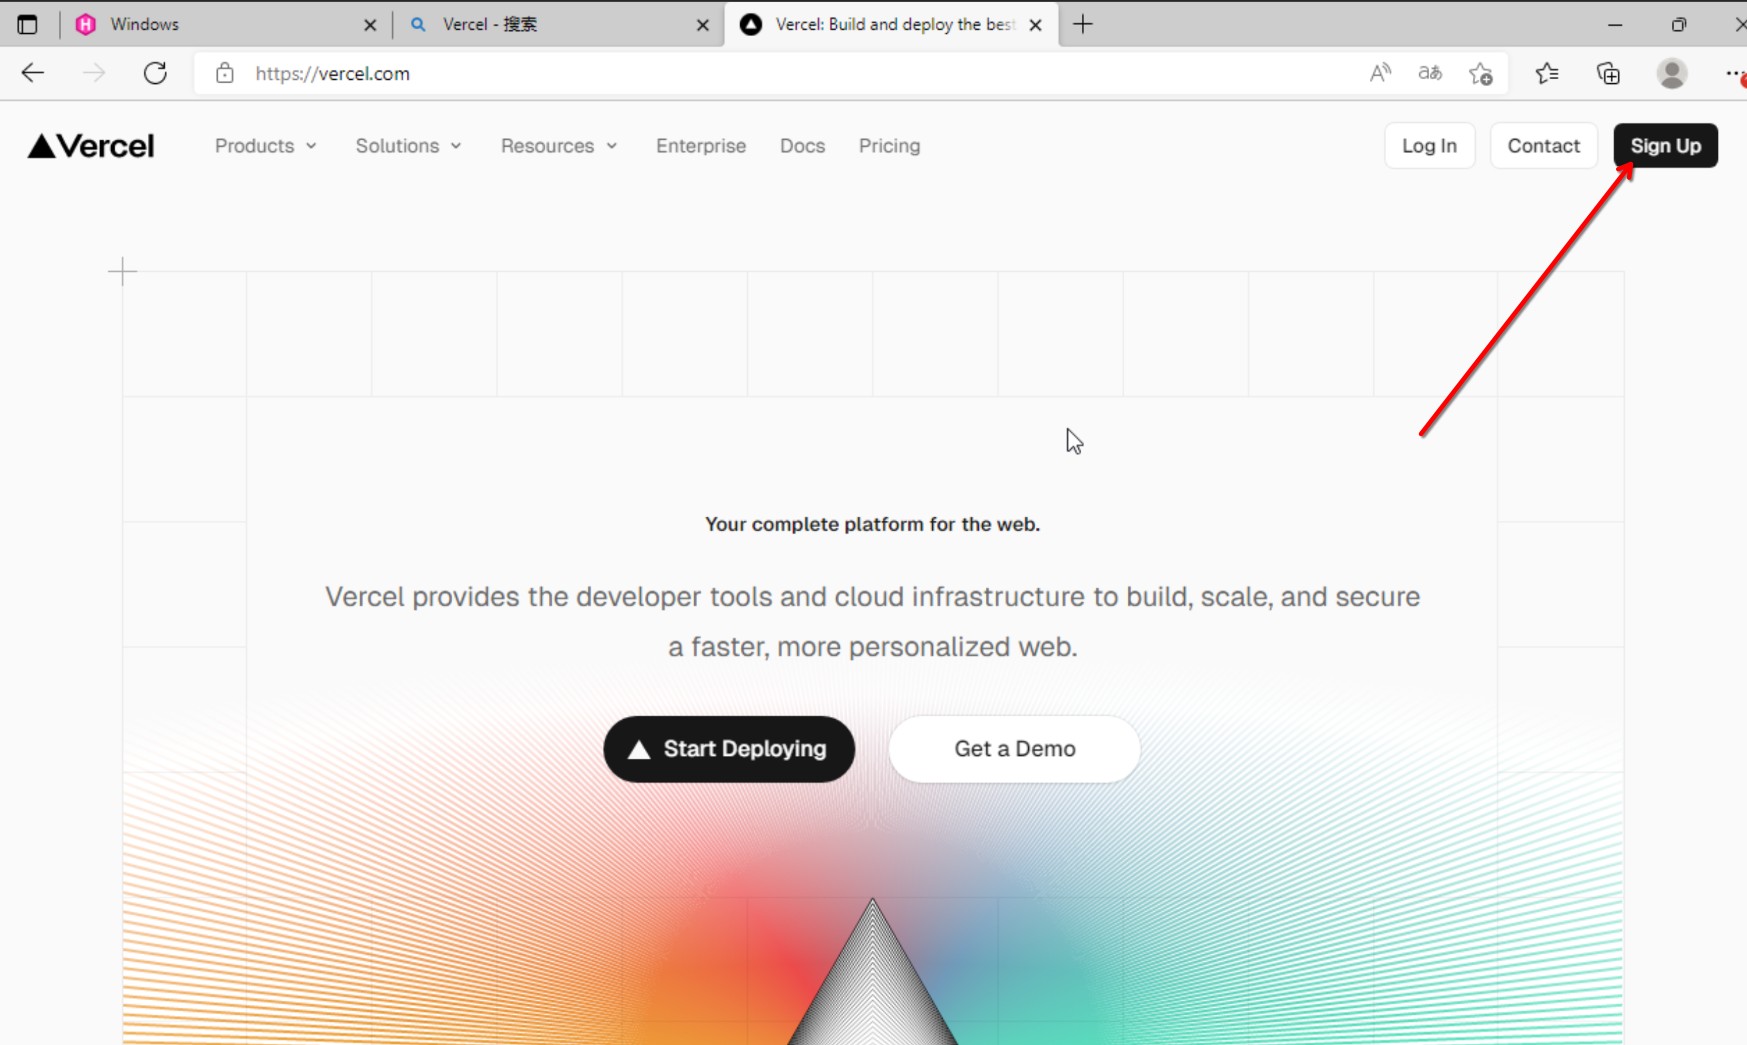 Windows
Vercel - 搜索
Vercel: Build and deploy the best
https://vercel.com
Vercel
Products
Solutions
Resources
Enterprise
Docs
Pricing
Log In
Contact
Sign Up
Your complete platform for the web.
Vercel provides the developer tools and cloud infrastructure to build, scale, and secure
a faster, more personalized web.
Start Deploying
Get a Demo